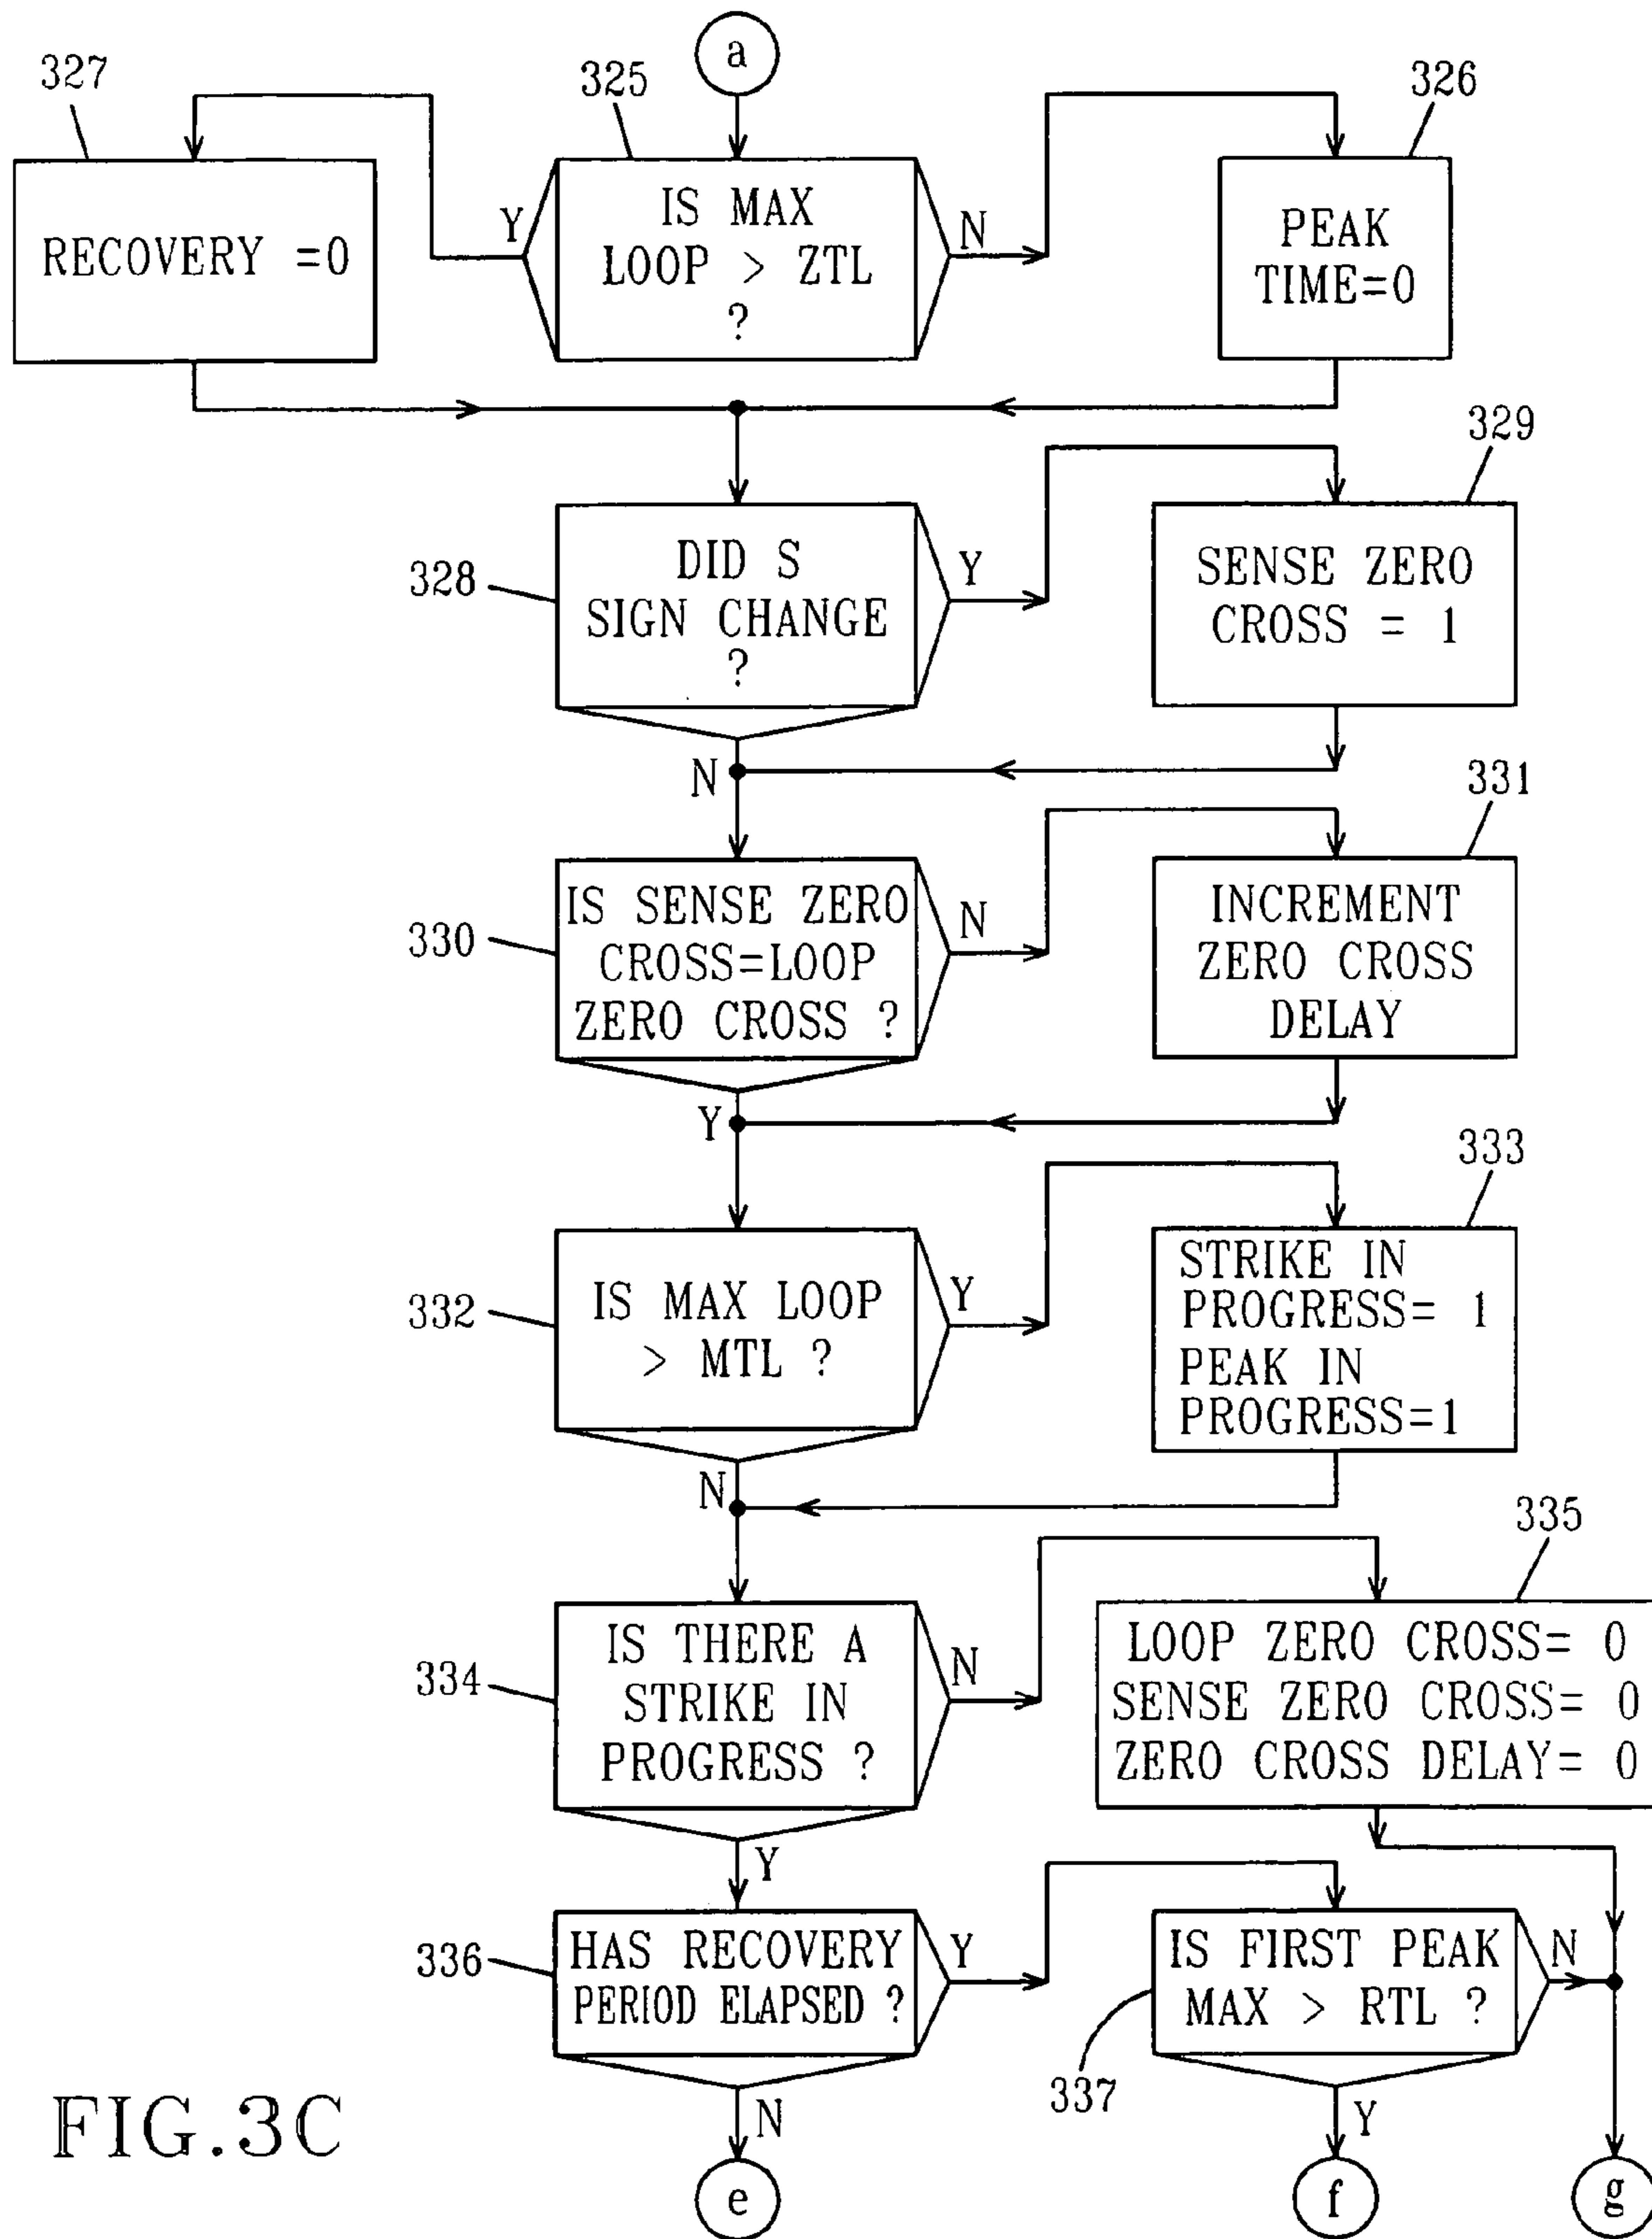 a
327
325
326
RECOVERY =0
Y
IS MAX
LOOP > ZTL
?
N
PEAK
TIME=0
329
328
DID S
SIGN CHANGE
?
Y
N
SENSE ZERO
CROSS = 1
331
330
IS SENSE ZERO
CROSS=LOOP
ZERO CROSS ?
N
Y
INCREMENT
ZERO CROSS
DELAY
333
332
IS MAX LOOP
> MTL ?
Y
N
STRIKE IN
PROGRESS= 1
PEAK IN
PROGRESS=1
335
334
IS THERE A
STRIKE IN
PROGRESS ?
N
Y
LOOP ZERO CROSS= 0
SENSE ZERO CROSS= 0
ZERO CROSS DELAY= 0
336
HAS RECOVERY
PERIOD ELAPSED ?
Y
N
IS FIRST PEAK
MAX > RTL ?
N
337
Y
e
f
g
FIG.3C